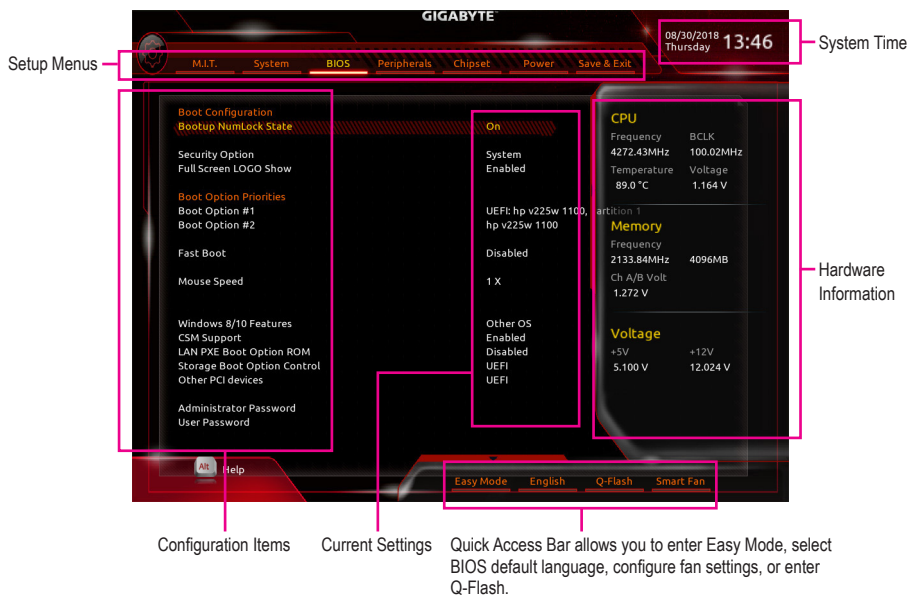 GIGABYTE™
08/30/2018
Thursday
13:46
System Time
Setup Menus
M.I.T. System BIOS Peripherals Chipset Power Save & Exit
Boot Configuration
Bootup NumLock State On
Security Option System
Full Screen LOGO Show Enabled
Boot Option Priorities
Boot Option #1 UEFI: hp v225w 1100, artition 1
Boot Option #2 hp v225w 1100
Fast Boot Disabled
Mouse Speed 1 X
Windows 8/10 Features Other OS
CSM Support Enabled
LAN PXE Boot Option ROM Disabled
Storage Boot Option Control UEFI
Other PCI devices UEFI
Administrator Password
User Password
CPU
Frequency BCLK
4272.43MHz 100.02MHz
Temperature Voltage
89.0 °C 1.164 V
Memory
Frequency
2133.84MHz 4096MB
Ch A/B Volt
1.272 V
Voltage
+5V +12V
5.100 V 12.024 V
Hardware
Information
Alt Help
Easy Mode English Q-Flash Smart Fan
Configuration Items
Current Settings
Quick Access Bar allows you to enter Easy Mode, select
BIOS default language, configure fan settings, or enter
Q-Flash.